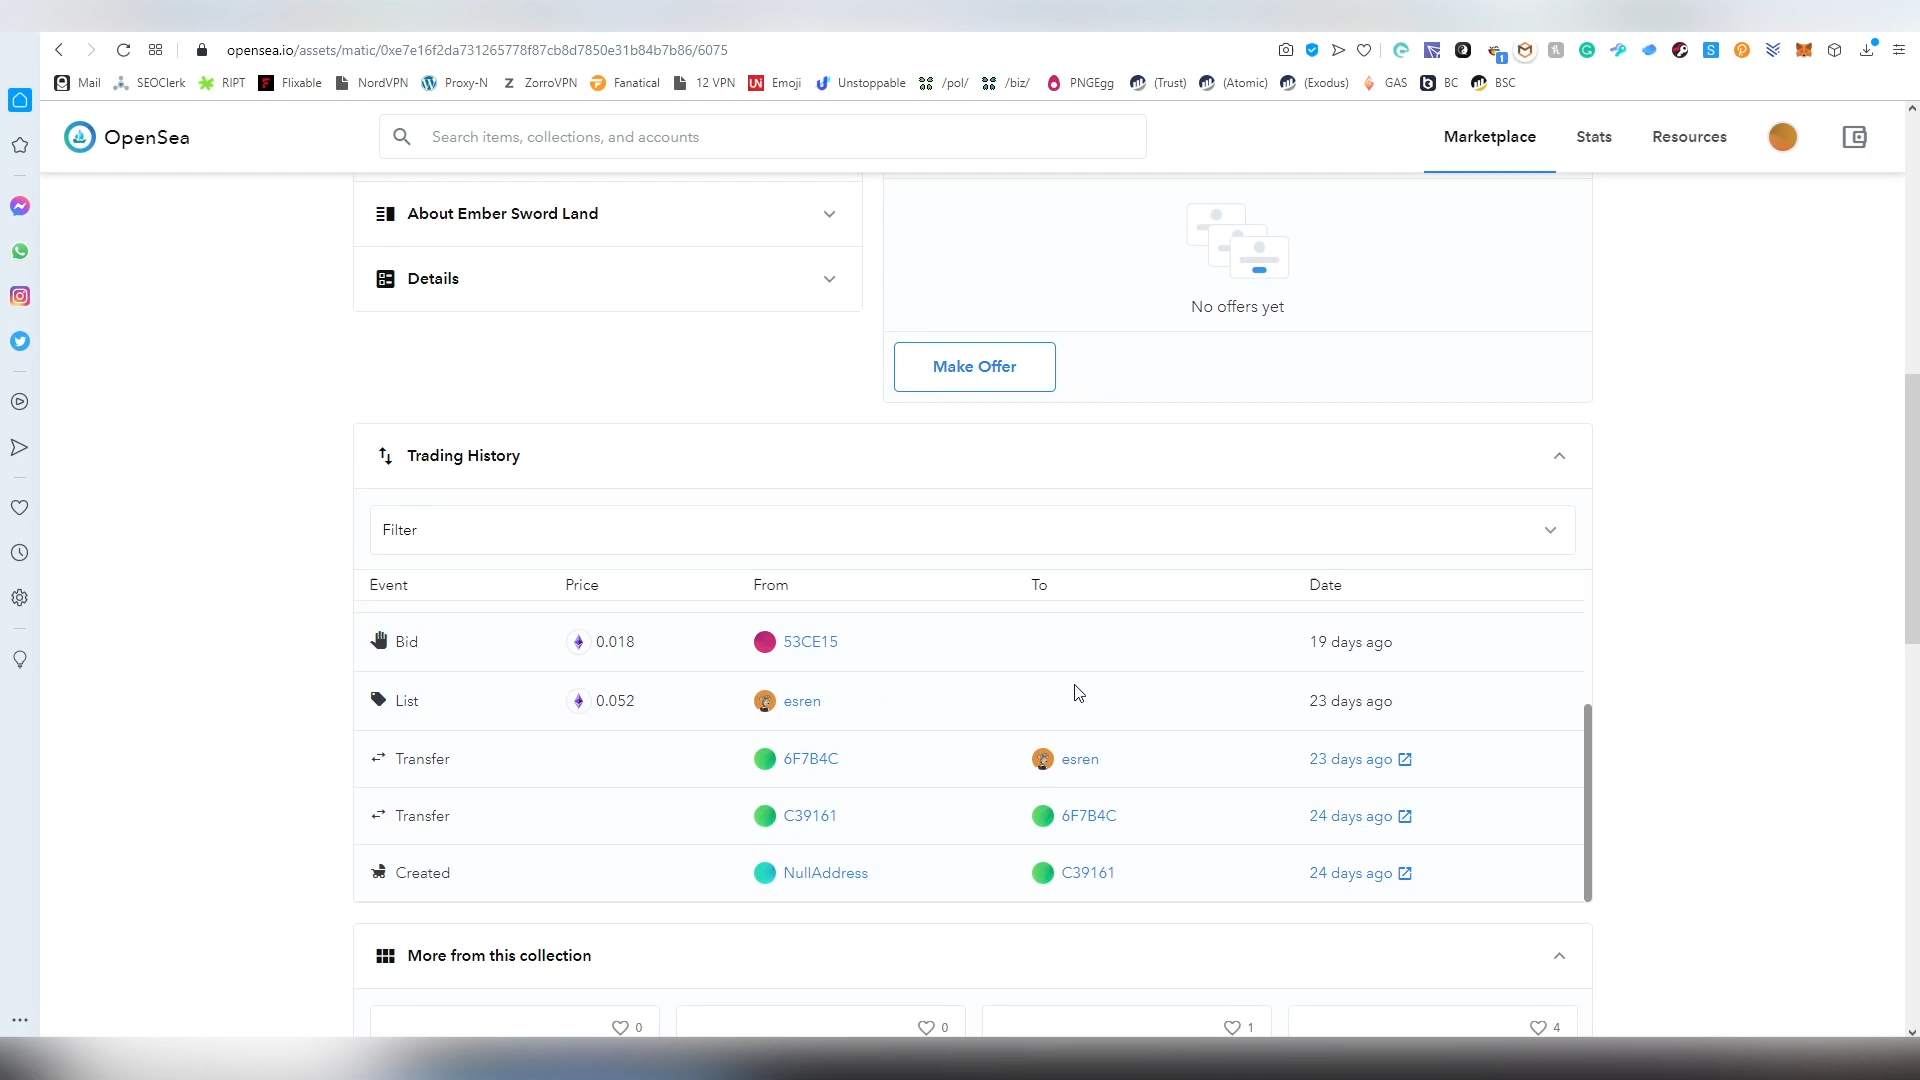 opensea.io/assets/matic/0xe7e16f2da731265778f87cb8d7850e31b84b7b86/6075
1
Mail SEOClerk RIPT Flixable NordVPN Proxy-N ZorroVPN Fanatical 12 VPN Emoji Unstoppable /pol/ /biz/ PNGEgg (Trust) (Atomic) (Exodus) GAS BC BSC
OpenSea
Search items, collections, and accounts
Marketplace Stats Resources
About Ember Sword Land
Details
No offers yet
Make Offer
Trading History
Filter
Event Price From To Date
Bid 0.018 53CE15 19 days ago
List 0.052 esren 23 days ago
Transfer 6F7B4C esren 23 days ago
Transfer C39161 6F7B4C 24 days ago
Created NullAddress C39161 24 days ago
More from this collection
0 0 1 4